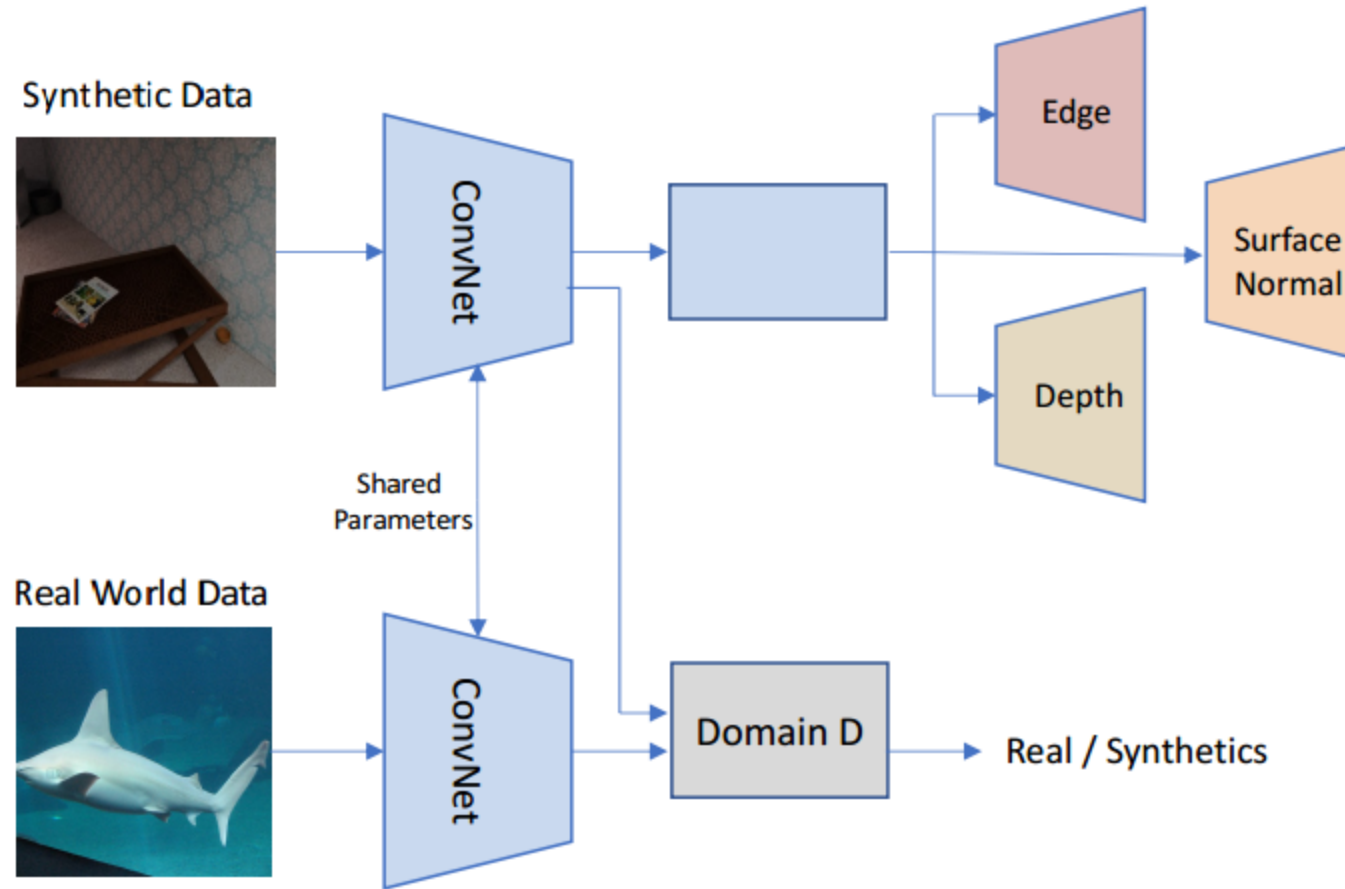 Synthetic Data
ConvNet
Edge
Surface
Normal
Depth
Shared
Parameters
Real World Data
ConvNet
Domain D
Real / Synthetics